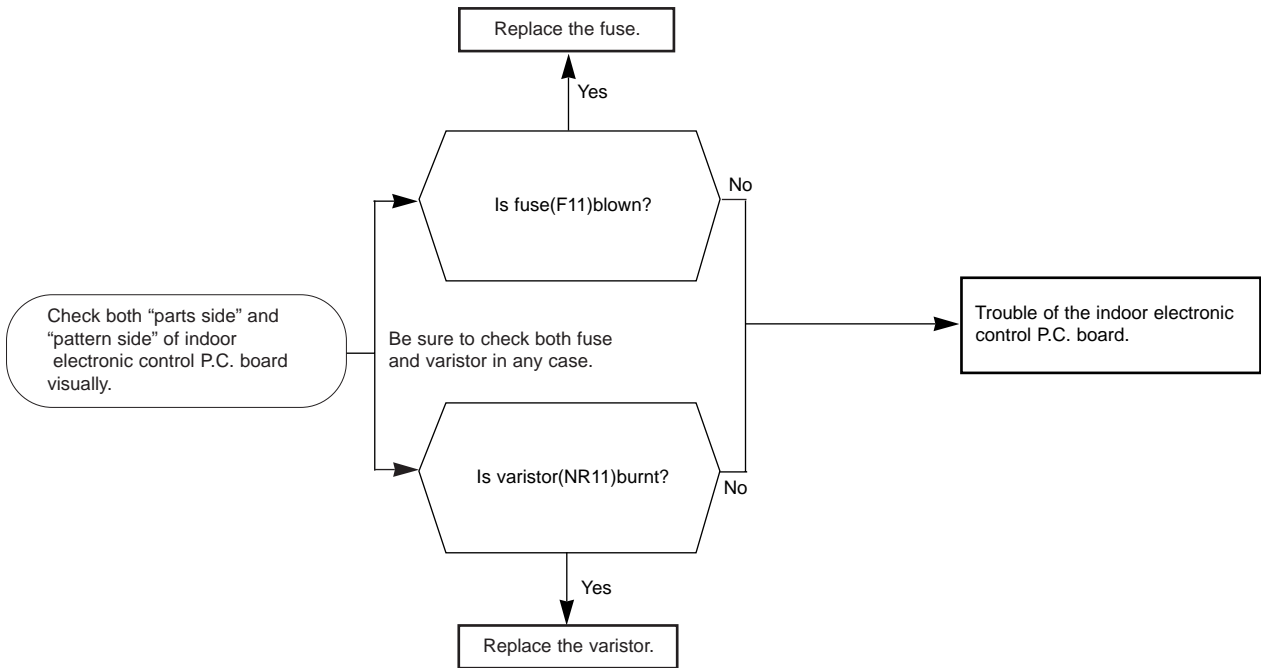 Replace the fuse.
Yes
Is fuse(F11)blown?
No
Check both “parts side” and
“pattern side” of indoor
electronic control P.C. board
visually.
Be sure to check both fuse
and varistor in any case.
Trouble of the indoor electronic
control P.C. board.
Is varistor(NR11)burnt?
No
Yes
Replace the varistor.